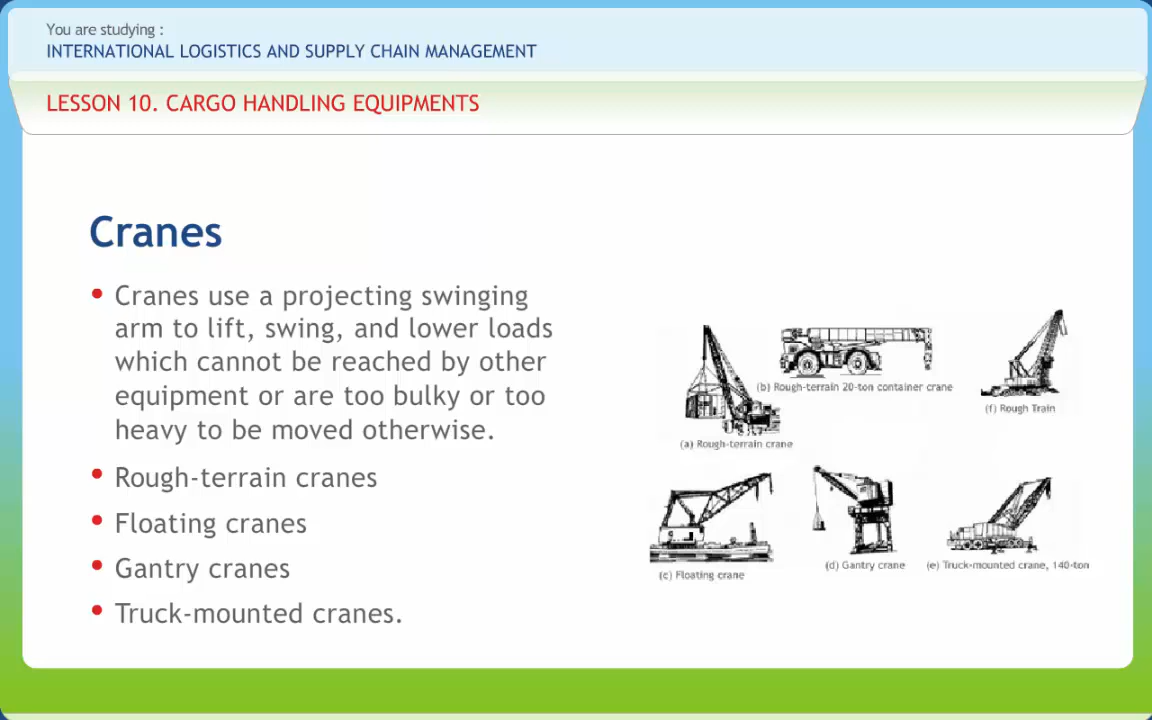 You are studying :
INTERNATIONAL LOGISTICS AND SUPPLY CHAIN MANAGEMENT
LESSON 10. CARGO HANDLING EQUIPMENTS
Cranes
• Cranes use a projecting swinging
arm to lift, swing, and lower loads
which cannot be reached by other
equipment or are too bulky or too
heavy to be moved otherwise.
• Rough-terrain cranes
• Floating cranes
• Gantry cranes
• Truck-mounted cranes.
(b) Rough-terrain 20-ton container crane
(f) Rough Train
(a) Rough-terrain crane
(c) Floating crane
(d) Gantry crane
(e) Truck-mounted crane, 140-ton